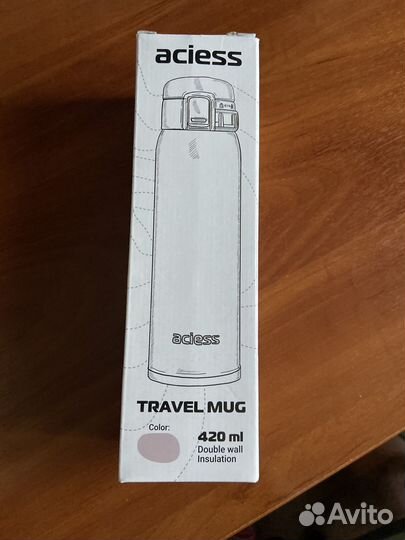 aciess
aciess
TRAVEL MUG
Color:
420 ml
Double wall
Insulation
Avito